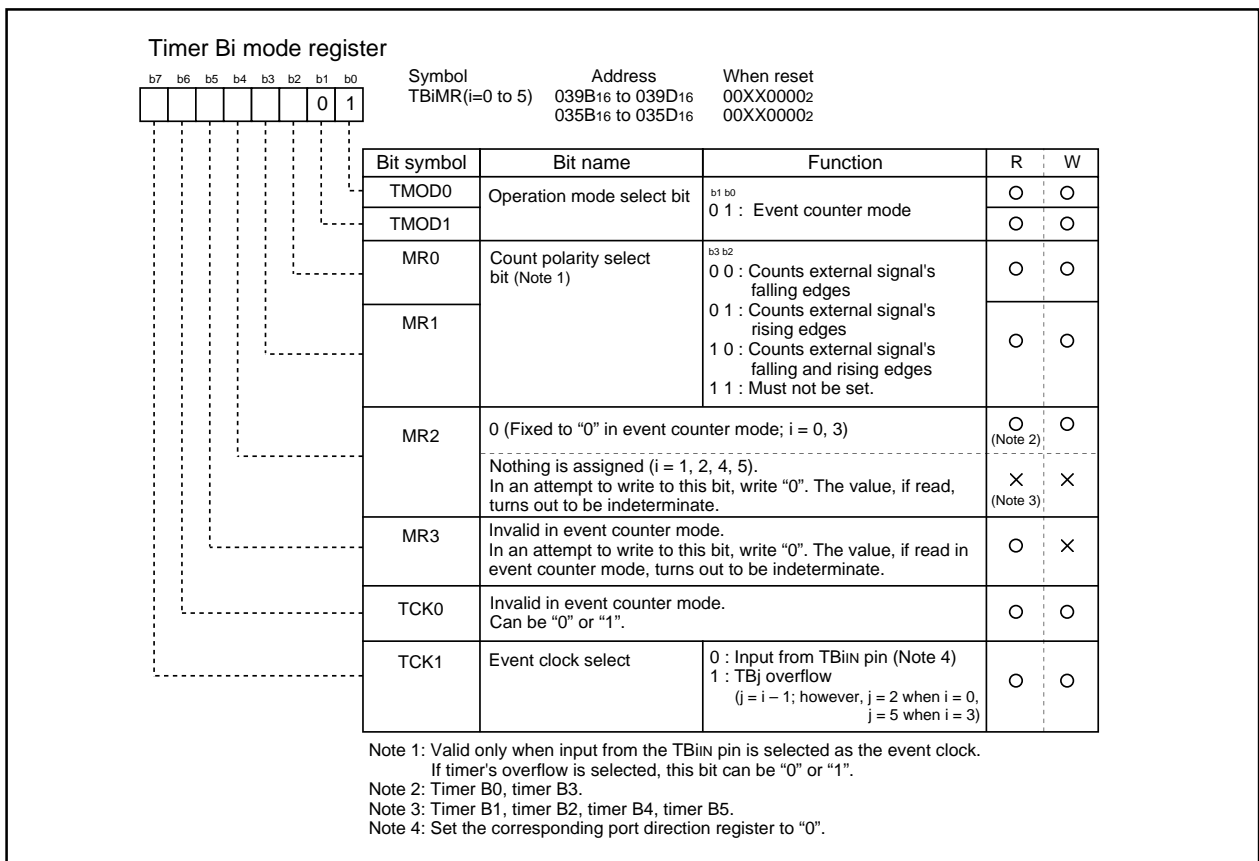 Timer Bi mode register
b7 b6 b5 b4 b3 b2 b1 b0
0 1
Symbol Address When reset
TBiMR(i=0 to 5) 039B16 to 039D16 00XX00002
035B16 to 035D16 00XX00002
Bit symbol Bit name Function R W
TMOD0 Operation mode select bit b1 b0
0 1 : Event counter mode
TMOD1
MR0 Count polarity select
bit (Note 1)
b3 b2
0 0 : Counts external signal's
falling edges
0 1 : Counts external signal's
rising edges
1 0 : Counts external signal's
falling and rising edges
1 1 : Must not be set.
MR1
MR2 0 (Fixed to “0” in event counter mode; i = 0, 3)
(Note 2)
Nothing is assigned (i = 1, 2, 4, 5).
In an attempt to write to this bit, write “0”. The value, if read,
turns out to be indeterminate.
(Note 3)
MR3 Invalid in event counter mode.
In an attempt to write to this bit, write “0”. The value, if read in
event counter mode, turns out to be indeterminate.
TCK0 Invalid in event counter mode.
Can be “0” or “1”.
TCK1 Event clock select 0 : Input from TBiIN pin (Note 4)
1 : TBj overflow
(j = i – 1; however, j = 2 when i = 0,
j = 5 when i = 3)
Note 1: Valid only when input from the TBiIN pin is selected as the event clock.
If timer's overflow is selected, this bit can be “0” or “1”.
Note 2: Timer B0, timer B3.
Note 3: Timer B1, timer B2, timer B4, timer B5.
Note 4: Set the corresponding port direction register to “0”.